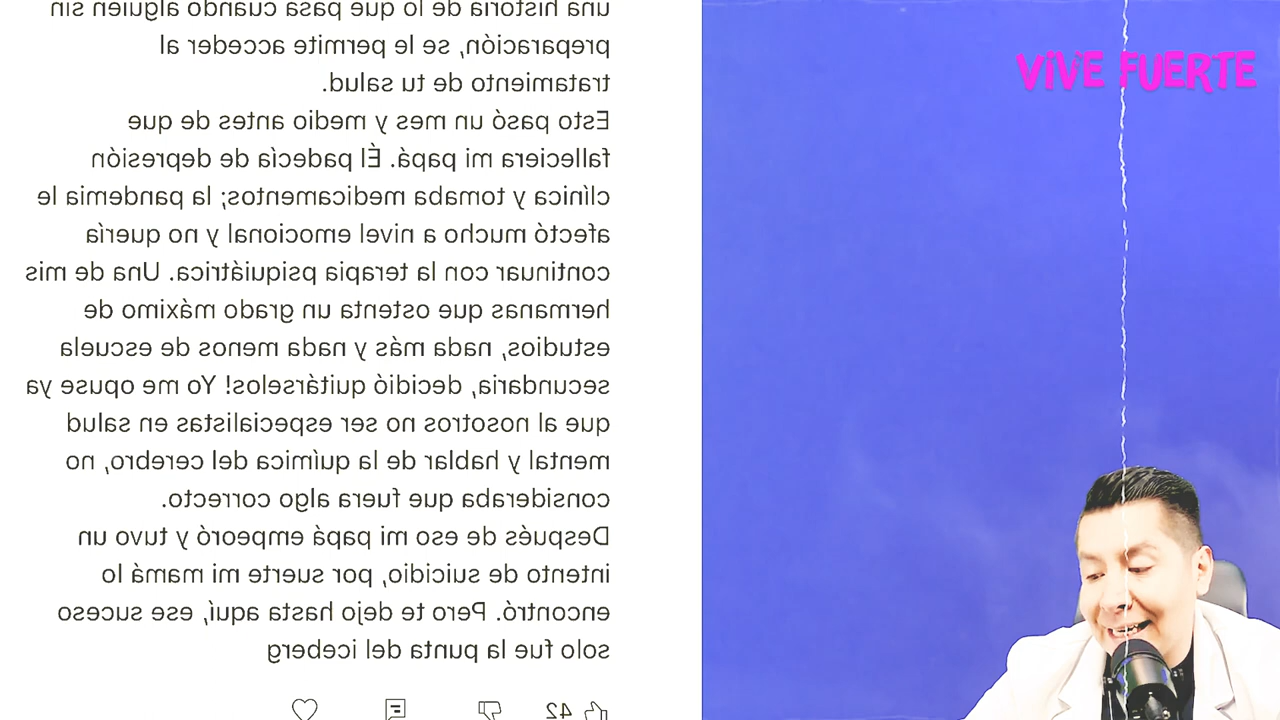 una historia de lo que pasa cuando alguien sin
preparación, se le permite acceder al
tratamiento de tu salud.
Esto pasó un mes y medio antes de que
falleciera mi papá. Él padecía de depresión
clínica y tomaba medicamentos; la pandemia le
afectó mucho a nivel emocional y no quería
continuar con la terapia psiquiátrica. Una de mis
hermanas que ostenta un grado máximo de
estudios, nada más y nada menos de escuela
secundaria, decidió quitárselos! Yo me opuse ya
que al nosotros no ser especialistas en salud
mental y hablar de la química del cerebro, no
consideraba que fuera algo correcto.
Después de eso mi papá empeoró y tuvo un
intento de suicidio, por suerte mi mamá lo
encontró. Pero te dejo hasta aquí, ese suceso
solo fue la punta del iceberg
42
VIVE FUERTE